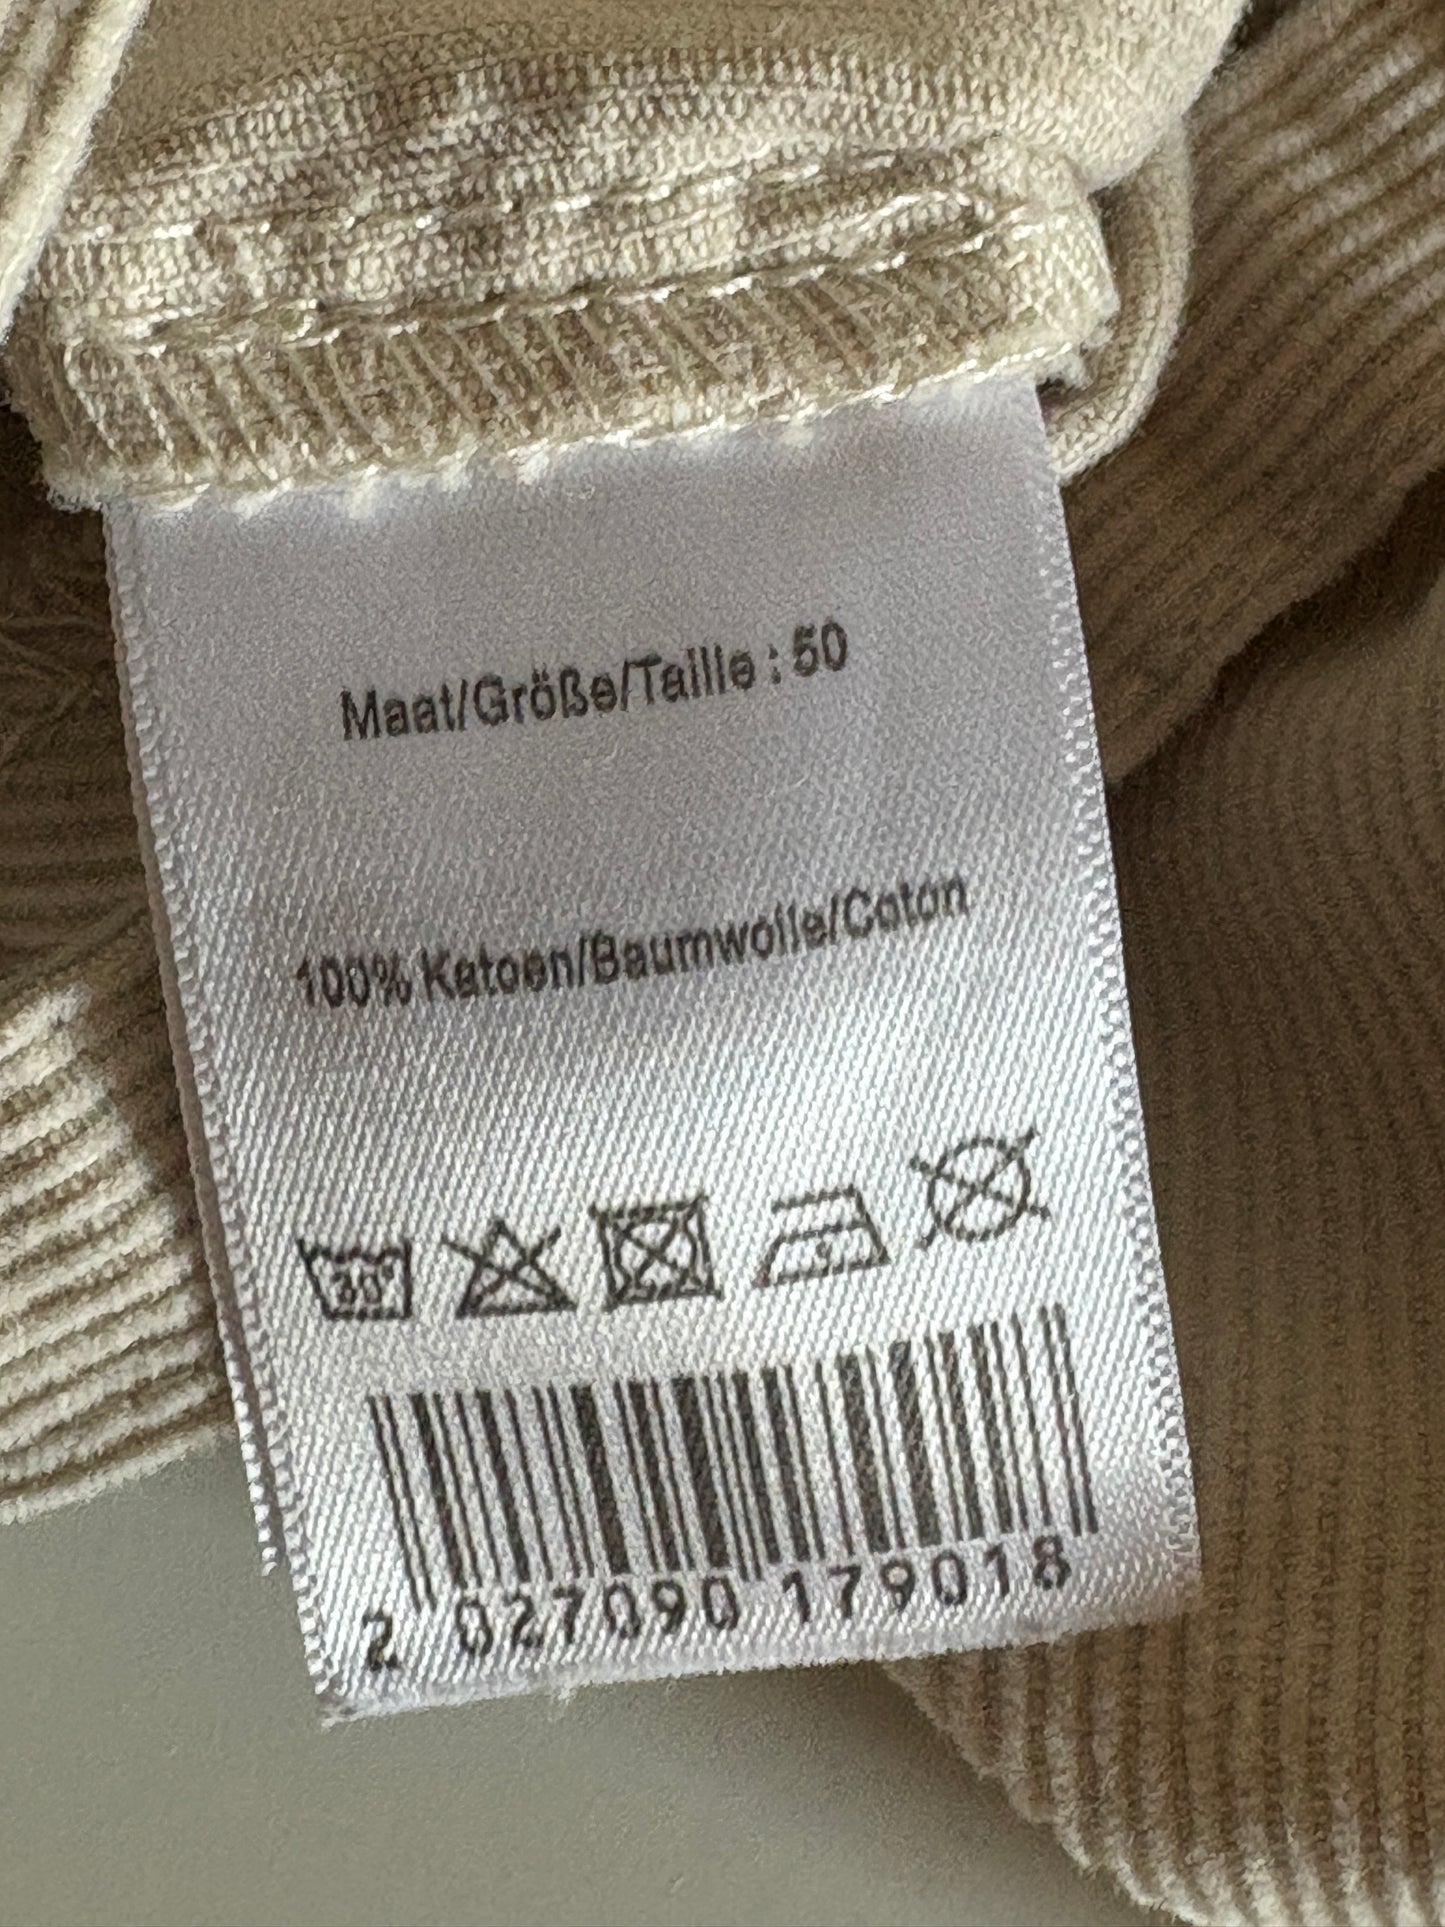 Maat/Größe/Taille : 50
100% Katoen/Baumwolle/Coton
30°
2 027090 179018